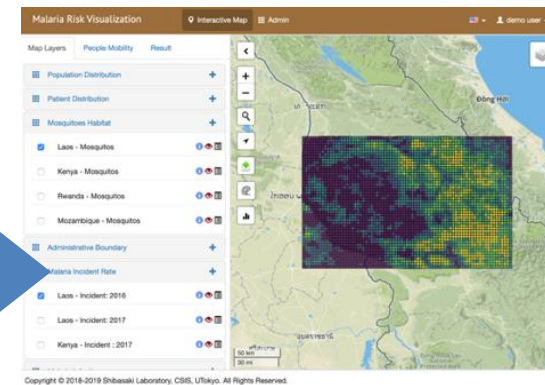 Malaria Risk Visualization
Interactive Map
Admin
demo user
Map Layers
People Mobility
Result
Population Distribution
Patient Distribution
Mosquitoes Habitat
Laos - Mosquitos
Kenya - Mosquitos
Rwanda - Mosquitos
Mozambique - Mosquitos
Administrative Boundary
Malaria Incident Rate
Laos - Incident: 2016
Laos - Incident: 2017
Kenya - Incident : 2017
Đồng Hới
50 km
30 mi
Copyright © 2018-2019 Shibasaki Laboratory, CSIS, UTokyo. All Rights Reserved.